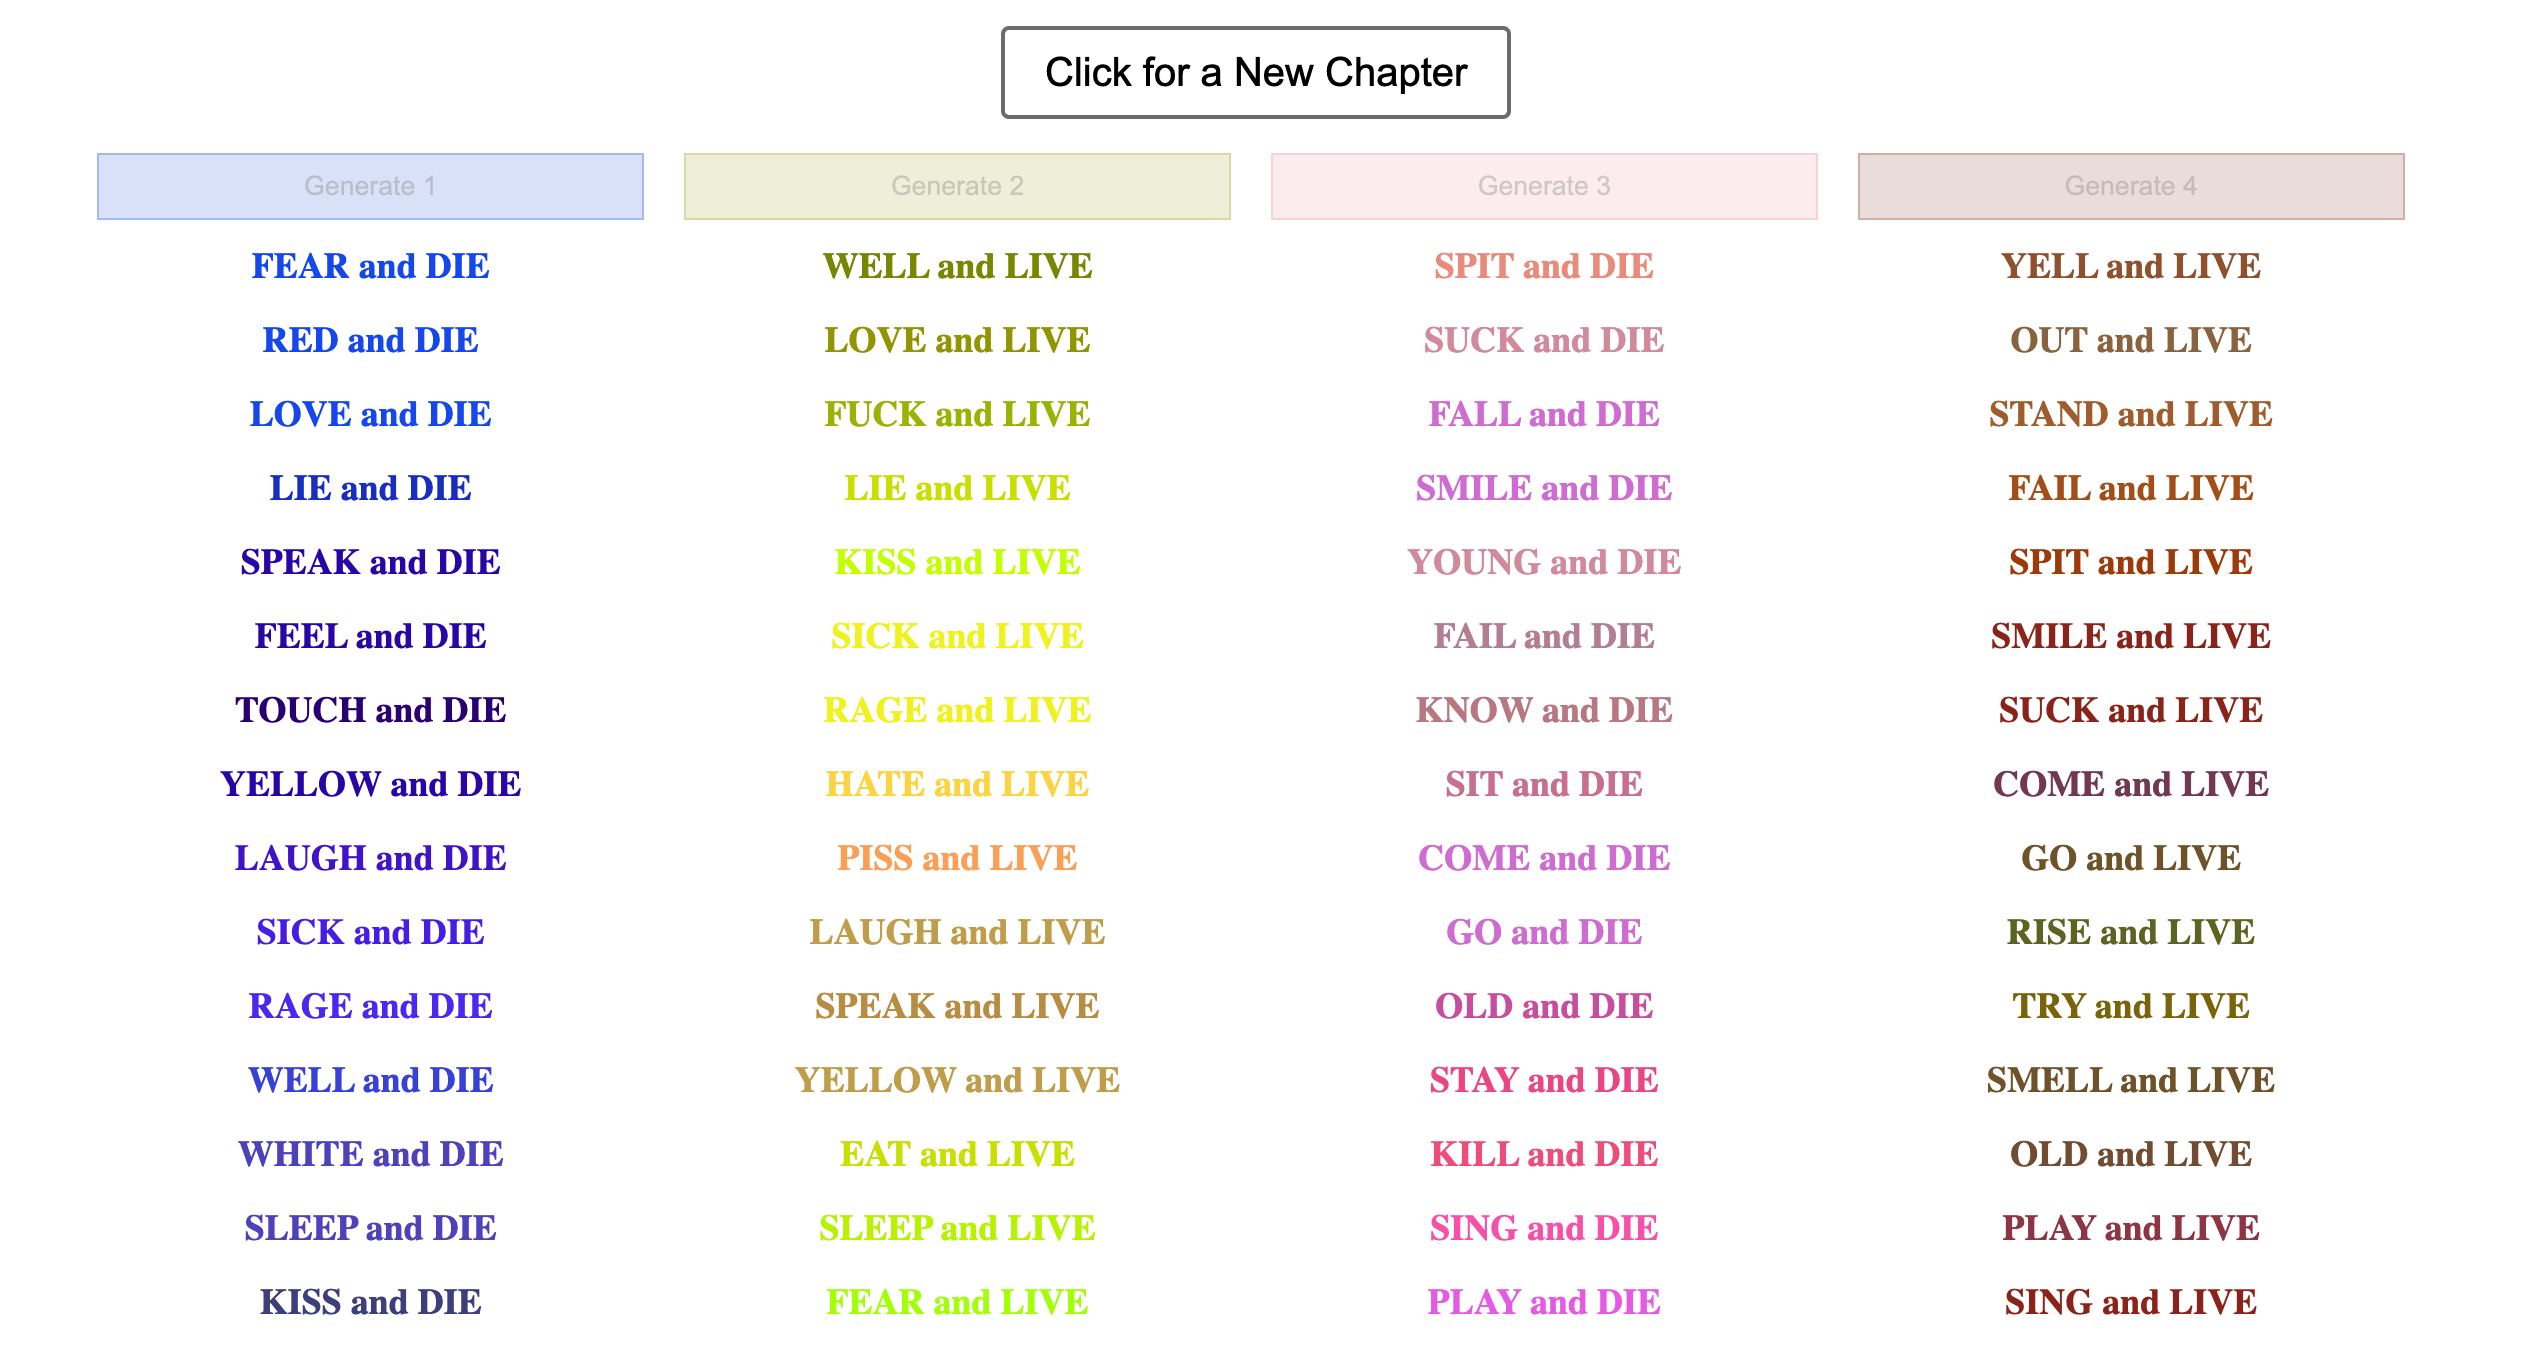 Click for a New Chapter
Generate 1
FEAR and DIE
RED and DIE
LOVE and DIE
LIE and DIE
SPEAK and DIE
FEEL and DIE
TOUCH and DIE
YELLOW and DIE
LAUGH and DIE
SICK and DIE
RAGE and DIE
WELL and DIE
WHITE and DIE
SLEEP and DIE
KISS and DIE
Generate 2
WELL and LIVE
LOVE and LIVE
FUCK and LIVE
LIE and LIVE
KISS and LIVE
SICK and LIVE
RAGE and LIVE
HATE and LIVE
PISS and LIVE
LAUGH and LIVE
SPEAK and LIVE
YELLOW and LIVE
EAT and LIVE
SLEEP and LIVE
FEAR and LIVE
Generate 3
SPIT and DIE
SUCK and DIE
FALL and DIE
SMILE and DIE
YOUNG and DIE
FAIL and DIE
KNOW and DIE
SIT and DIE
COME and DIE
GO and DIE
OLD and DIE
STAY and DIE
KILL and DIE
SING and DIE
PLAY and DIE
Generate 4
YELL and LIVE
OUT and LIVE
STAND and LIVE
FAIL and LIVE
SPIT and LIVE
SMILE and LIVE
SUCK and LIVE
COME and LIVE
GO and LIVE
RISE and LIVE
TRY and LIVE
SMELL and LIVE
OLD and LIVE
PLAY and LIVE
SING and LIVE